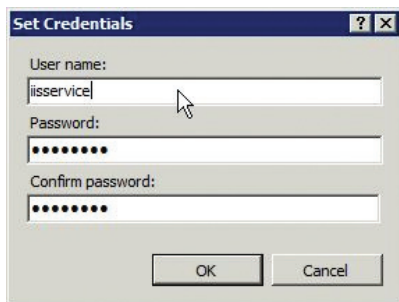 Set Credentials
User name:
iisservice
Password:
●●●●●●●●
Confirm password:
●●●●●●●●
OK Cancel